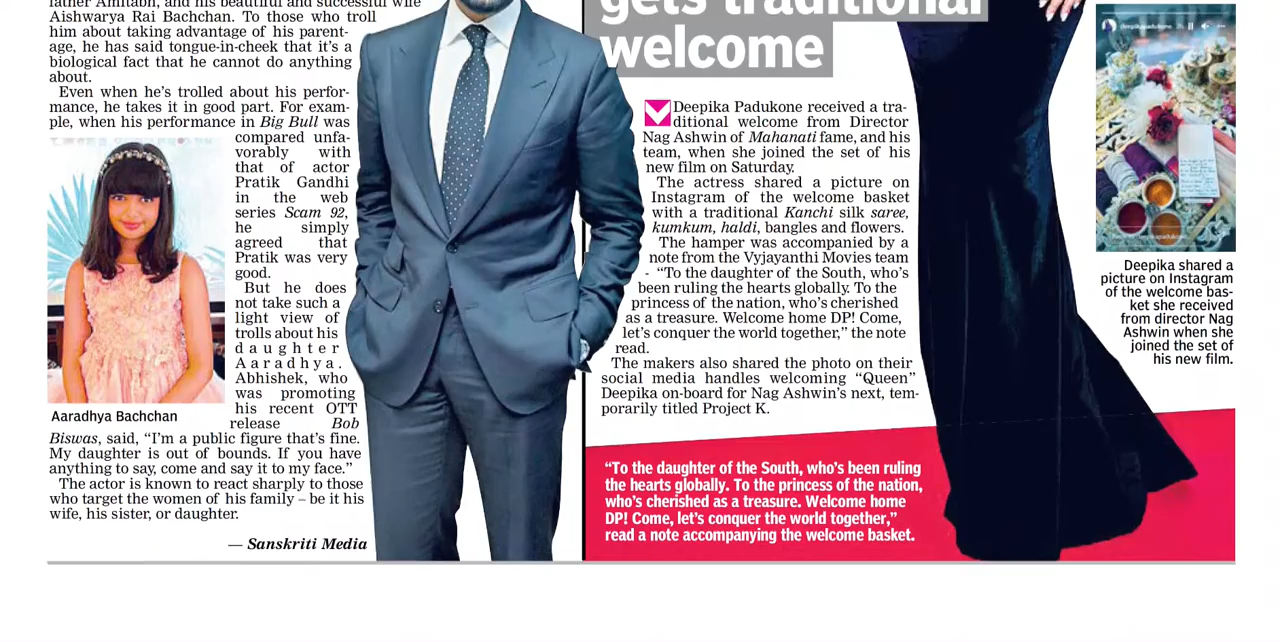 father Amitabh, and his beautiful and successful wife
Aishwarya Rai Bachchan. To those who troll
him about taking advantage of his parent-
age, he has said tongue-in-cheek that it's a
biological fact that he cannot do anything
about.
Even when he's trolled about his perfor-
mance, he takes it in good part. For exam-
ple, when his performance in Big Bull was
compared unfa-
vorably with
that of actor
Pratik Gandhi
in the web
series Scam 92,
he simply
agreed that
Pratik was very
good.
But he does
not take such a
light view of
trolls about his
daughter
Aaradhya.
Abhishek, who
was promoting
his recent OTT
release Bob
Biswas, said, “I'm a public figure that's fine.
My daughter is out of bounds. If you have
anything to say, come and say it to my face.”
The actor is known to react sharply to those
who target the women of his family – be it his
wife, his sister, or daughter.
— Sanskriti Media
Aaradhya Bachchan
gets traditional
welcome
Deepika Padukone received a tra-
ditional welcome from Director
Nag Ashwin of Mahanati fame, and his
team, when she joined the set of his
new film on Saturday.
The actress shared a picture on
Instagram of the welcome basket
with a traditional Kanchi silk saree,
kumkum, haldi, bangles and flowers.
The hamper was accompanied by a
note from the Vyjayanthi Movies team
- “To the daughter of the South, who's
been ruling the hearts globally. To the
princess of the nation, who's cherished
as a treasure. Welcome home DP! Come,
let's conquer the world together,” the note
read.
The makers also shared the photo on their
social media handles welcoming “Queen”
Deepika on-board for Nag Ashwin's next, tem-
porarily titled Project K.
“To the daughter of the South, who's been ruling
the hearts globally. To the princess of the nation,
who's cherished as a treasure. Welcome home
DP! Come, let's conquer the world together,”
read a note accompanying the welcome basket.
deepikapadukone
Deepika shared a
picture on Instagram
of the welcome bas-
ket she received
from director Nag
Ashwin when she
joined the set of
his new film.